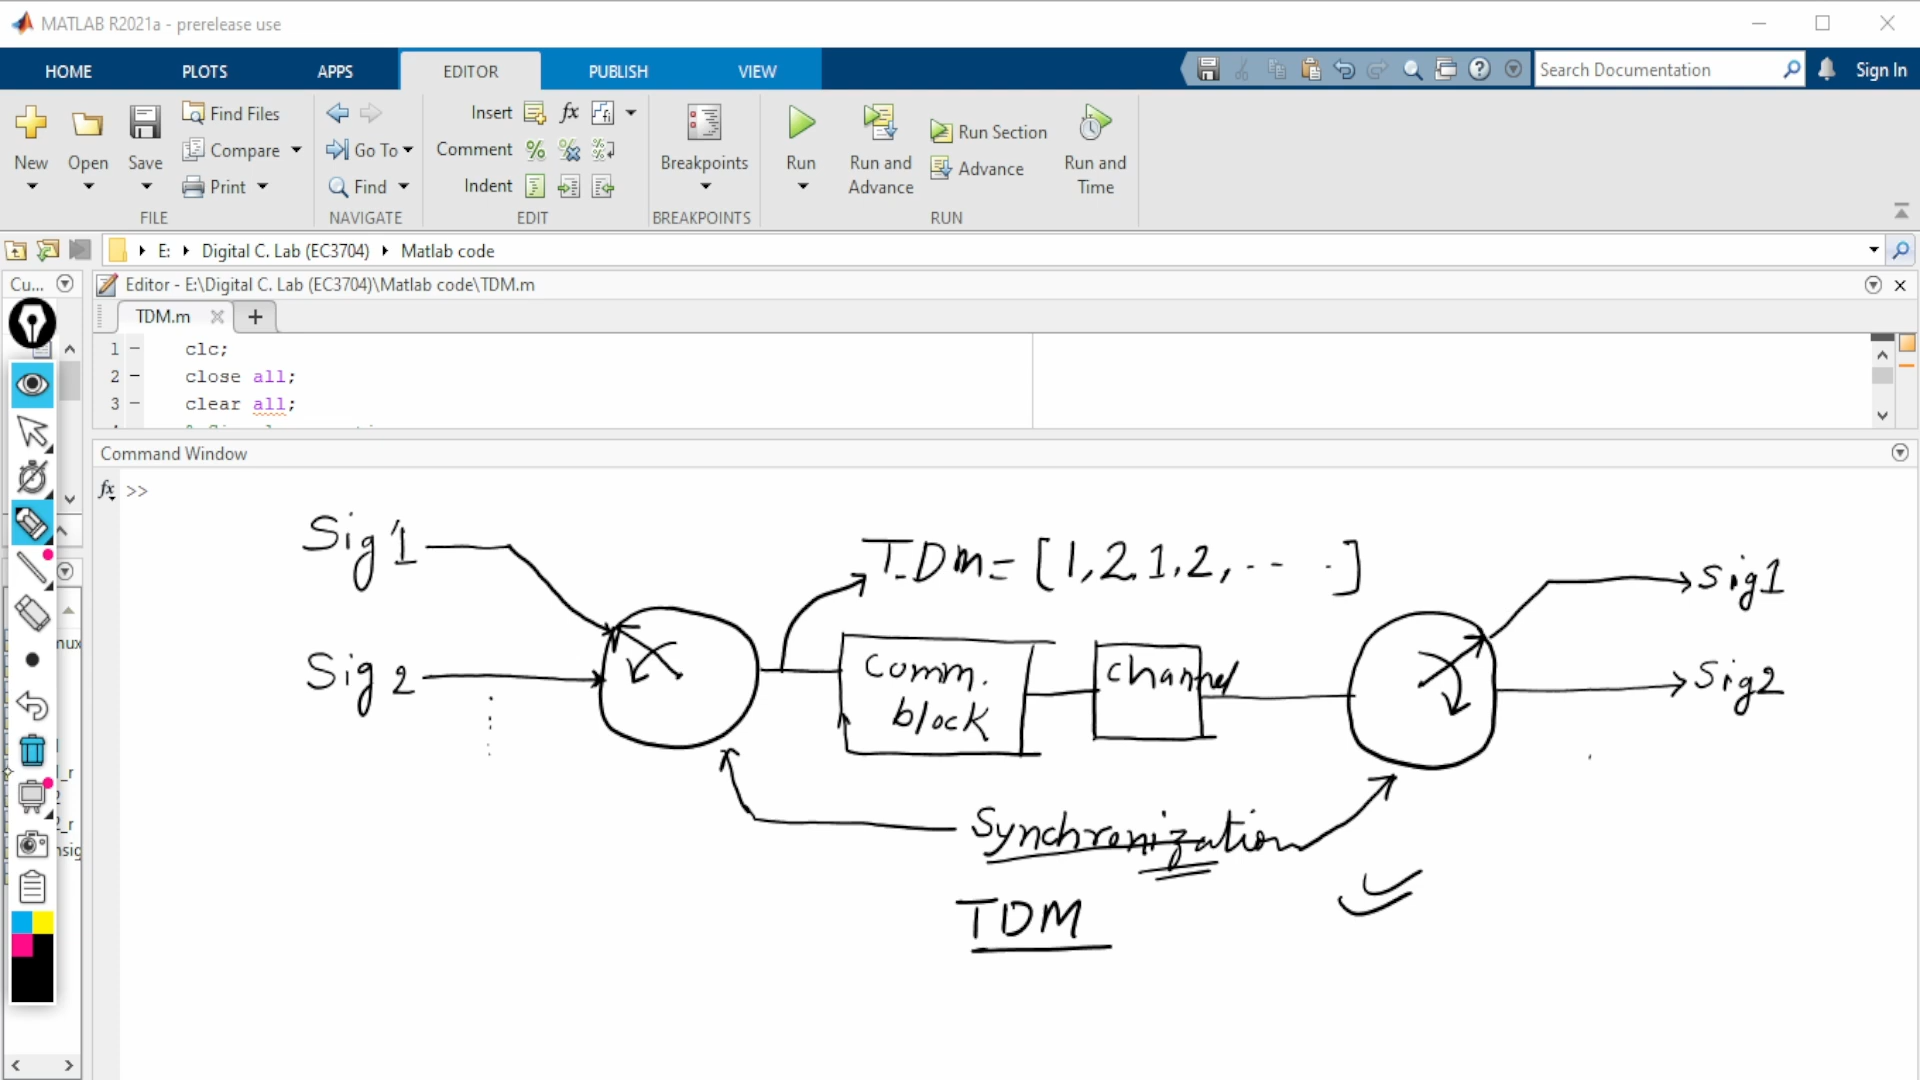 MATLAB R2021a - prerelease use
HOME PLOTS APPS EDITOR PUBLISH VIEW Search Documentation Sign In
New Open Save Find Files Compare Print FILE
Go To Find NAVIGATE
Insert fx Comment Indent EDIT
Breakpoints BREAKPOINTS
Run Run and Advance Run Section Advance Run and Time RUN
E: Digital C. Lab (EC3704) Matlab code
Cu... Editor - E:\Digital C. Lab (EC3704)\Matlab code\TDM.m
TDM.m
1 clc;
2 close all;
3 clear all;
Command Window
fx >>
Sig 1
T.Dm = [1,2,1,2,-- -]
Sig1
Sig 2
Comm. block
channel
Sig2
Synchronization
TDM